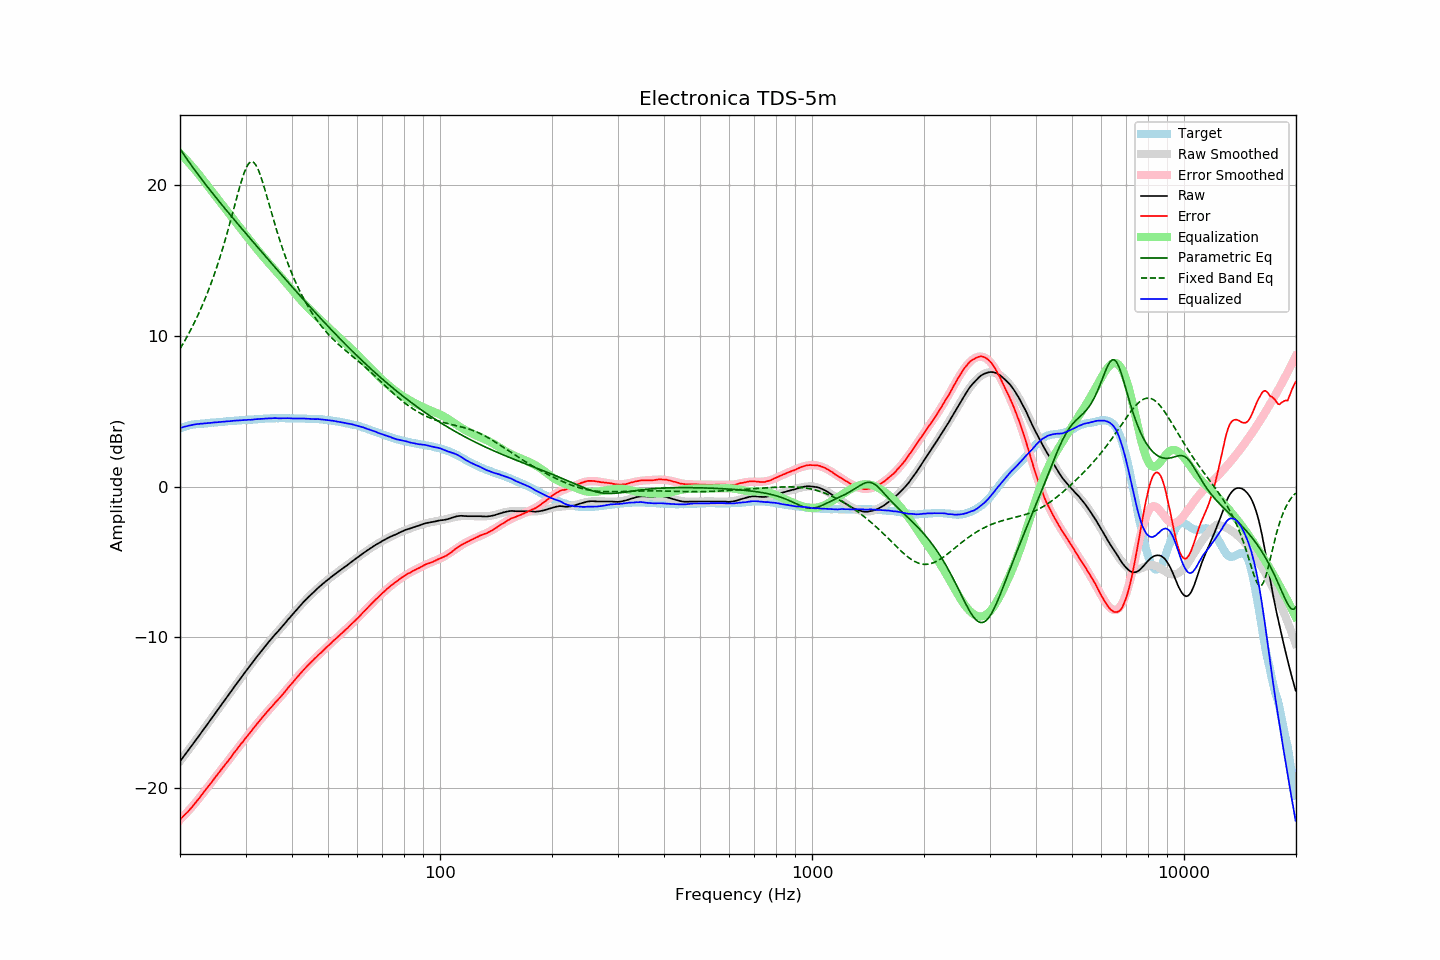 Electronica TDS-5m
Target
Raw Smoothed
Error Smoothed
Raw
Error
Equalization
Parametric Eq
Fixed Band Eq
Equalized
20
10
0
−10
−20
Amplitude (dBr)
100
1000
10000
Frequency (Hz)